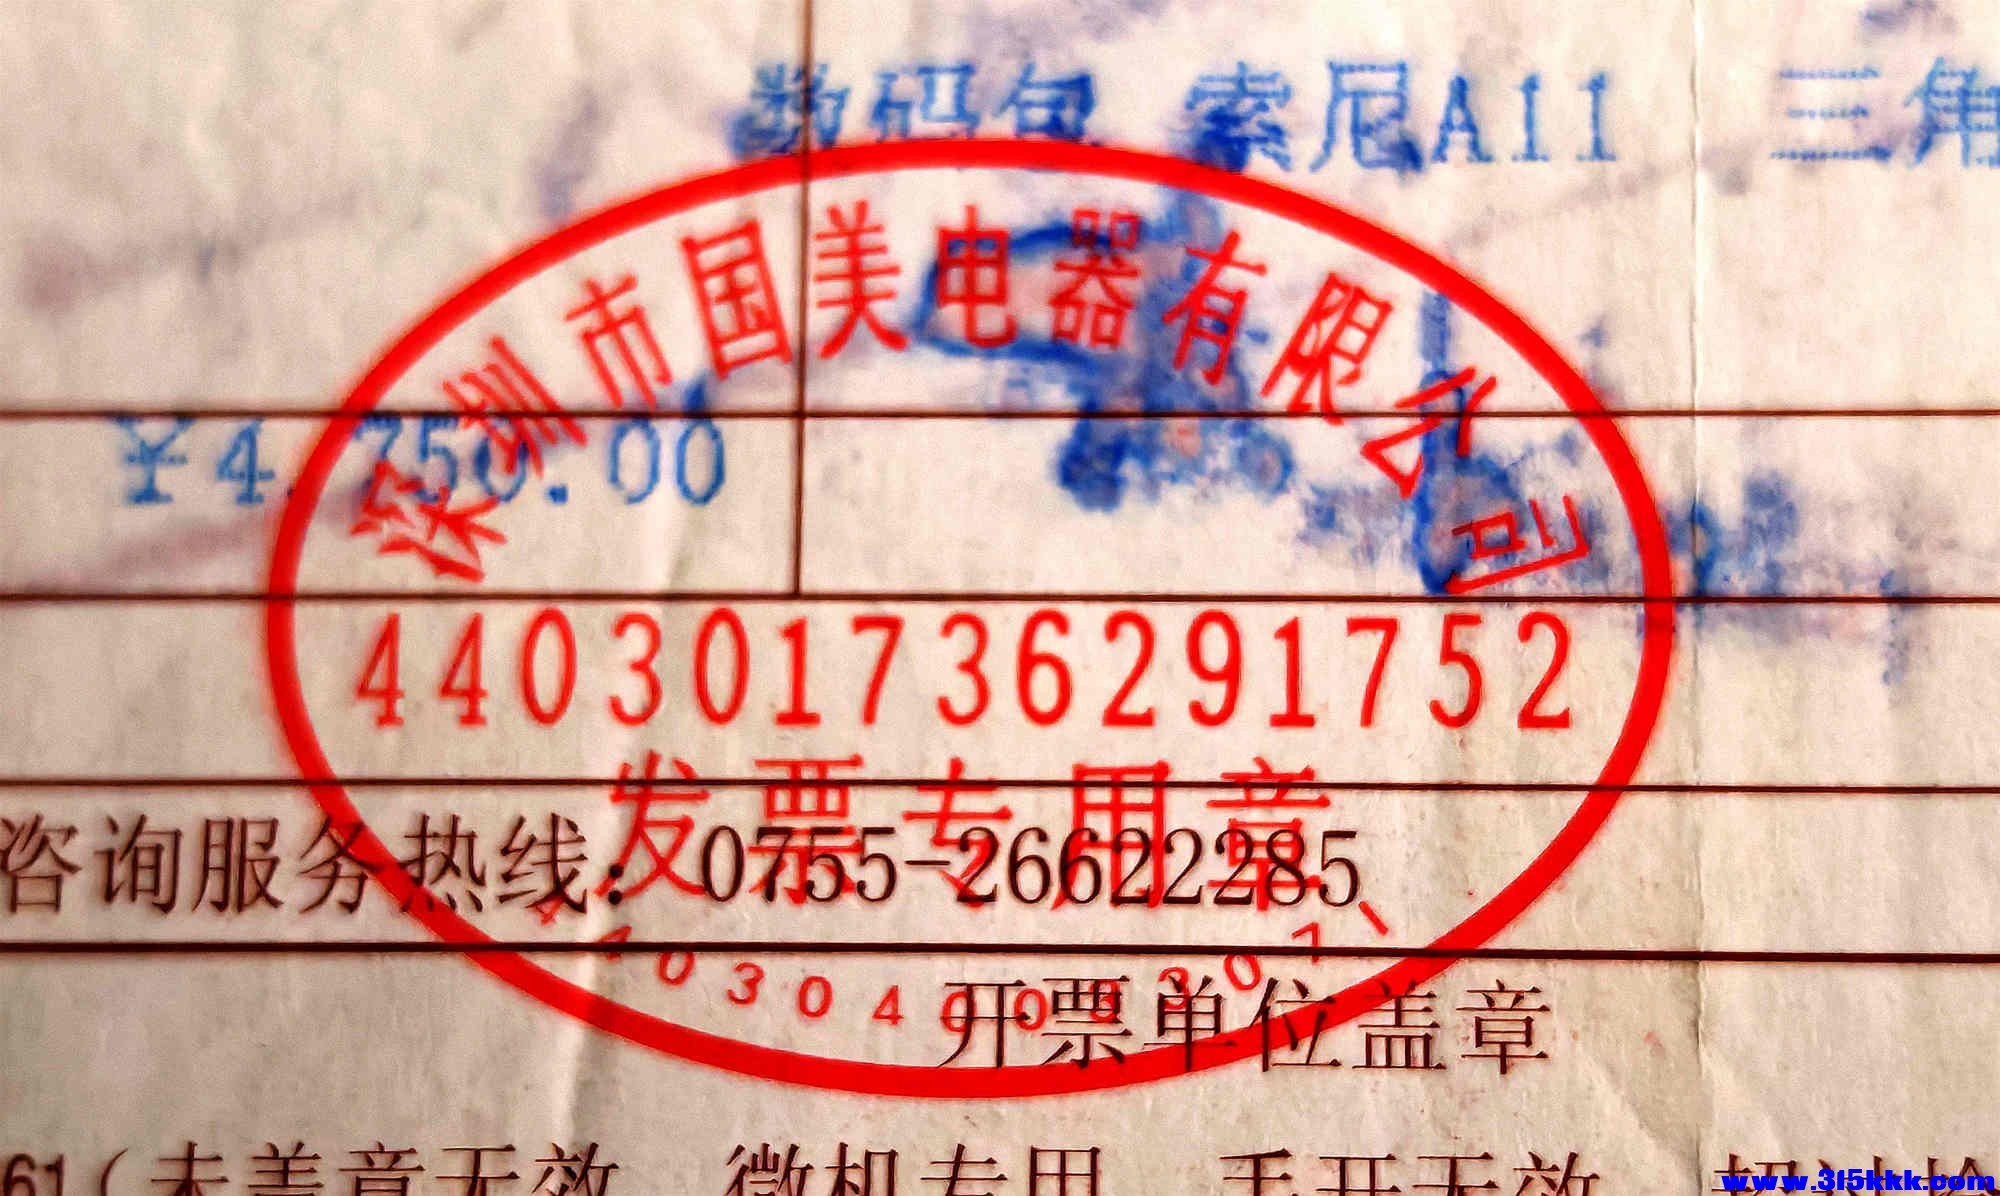 数码包 索尼A11 三角
深圳市国美电器有限公司
¥4,750.00
440301736291752
发票专用章
咨询服务热线：0755-26622285
开票单位盖章
61（未盖章无效 微机专用 手开无效
www.315kkk.com